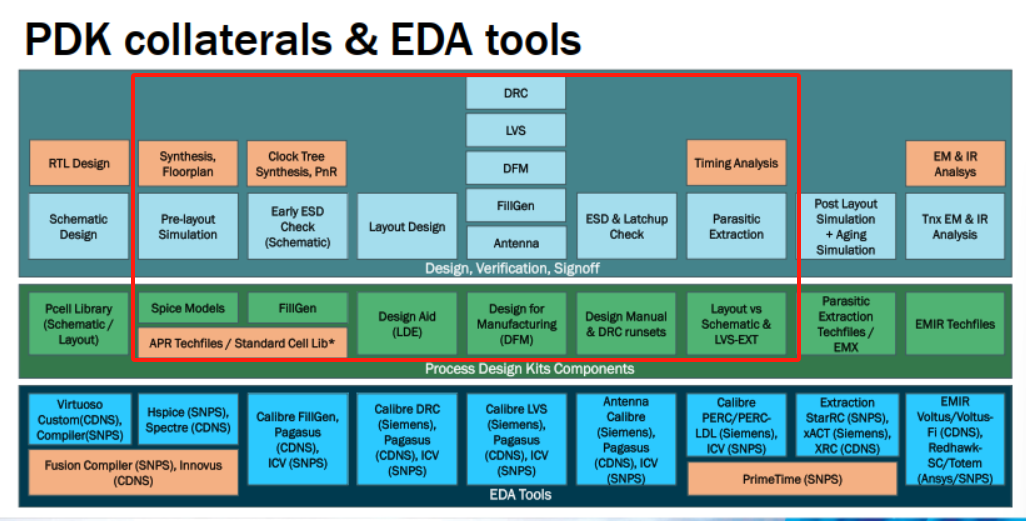 PDK collaterals & EDA tools
DRC
LVS
DFM
FillGen
Antenna
RTL Design
Synthesis,
Floorplan
Clock Tree
Synthesis, PnR
Timing Analysis
EM & IR
Analsys
Schematic
Design
Pre-layout
Simulation
Early ESD
Check
(Schematic)
Layout Design
ESD & Latchup
Check
Parasitic
Extraction
Post Layout
Simulation
+ Aging
Simulation
Tnx EM & IR
Analysis
Design, Verification, Signoff
Pcell Library
(Schematic /
Layout)
Spice Models
FillGen
APR Techfiles / Standard Cell Lib*
Design Aid
(LDE)
Design for
Manufacturing
(DFM)
Design Manual
& DRC runsets
Layout vs
Schematic &
LVS-EXT
Parasitic
Extraction
Techfiles /
EMX
EMIR Techfiles
Process Design Kits Components
Virtuoso
Custom(CDNS),
Compiler(SNPS)
Hspice (SNPS),
Spectre (CDNS)
Fusion Compiler (SNPS), Innovus
(CDNS)
Calibre FillGen,
Pagasus
(CDNS),
ICV (SNPS)
Calibre DRC
(Siemens),
Pagasus
(CDNS), ICV
(SNPS)
Calibre LVS
(Siemens),
Pagasus
(CDNS), ICV
(SNPS)
Antenna
Calibre
(Siemens),
Pagasus
(CDNS), ICV
(SNPS)
Calibre
PERC/PERC-
LDL (Siemens),
ICV (SNPS)
Extraction
StarRC (SNPS),
xACT (Siemens),
XRC (CDNS)
PrimeTime (SNPS)
EMIR
Voltus/Voltus-
Fi (CDNS),
Redhawk-
SC/Totem
(Ansys/SNPS)
EDA Tools